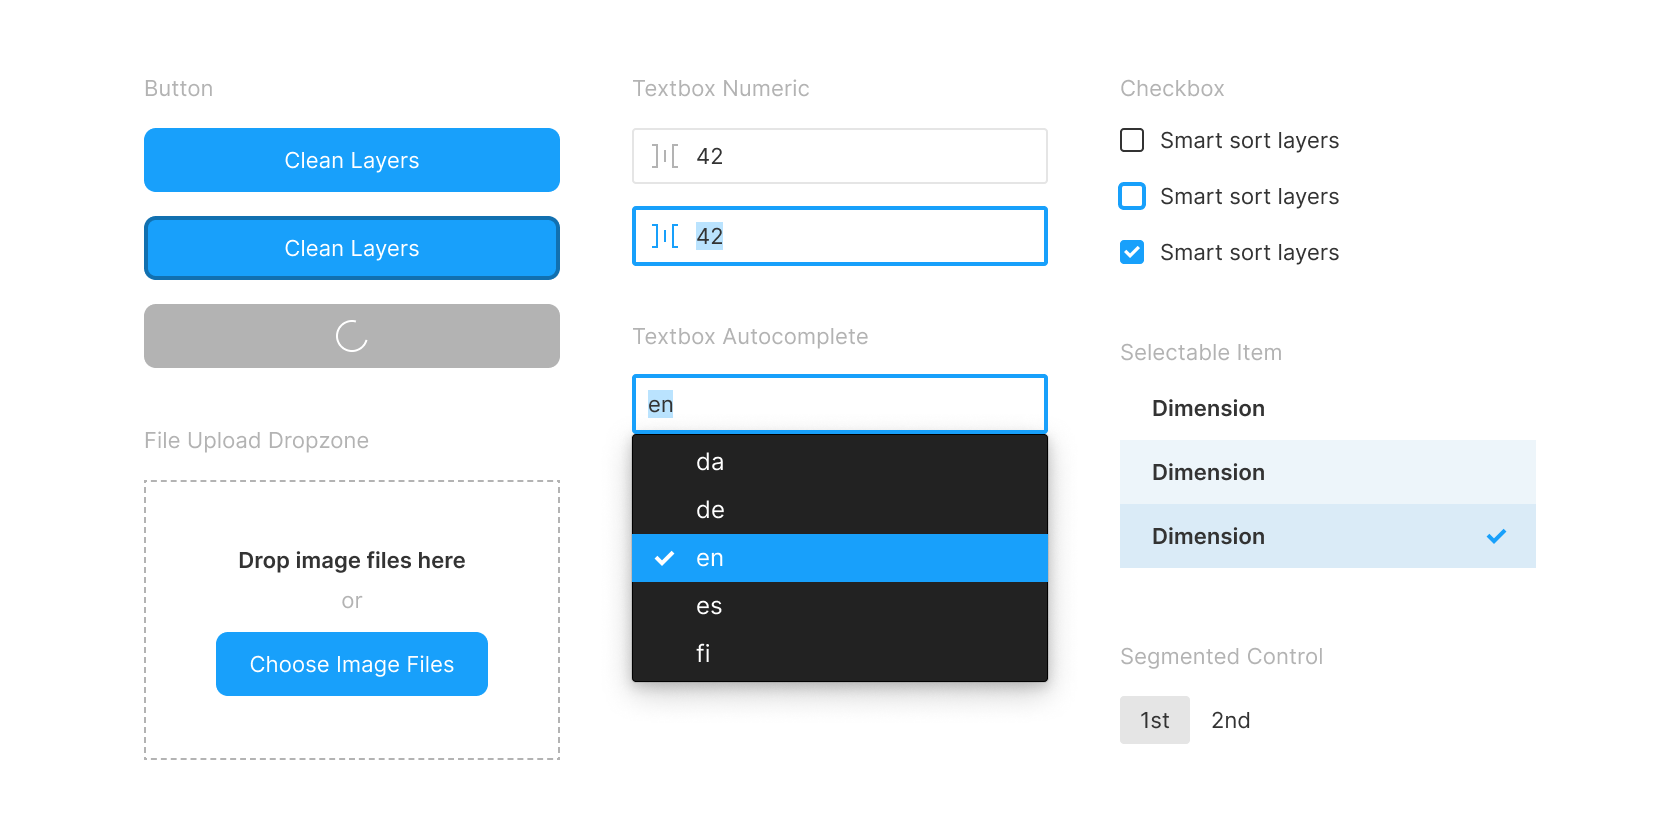 Button
Clean Layers
Clean Layers
File Upload Dropzone
Drop image files here
or
Choose Image Files
Textbox Numeric
42
42
Textbox Autocomplete
en
da
de
en
es
fi
Checkbox
Smart sort layers
Smart sort layers
Smart sort layers
Selectable Item
Dimension
Dimension
Dimension
Segmented Control
1st 2nd